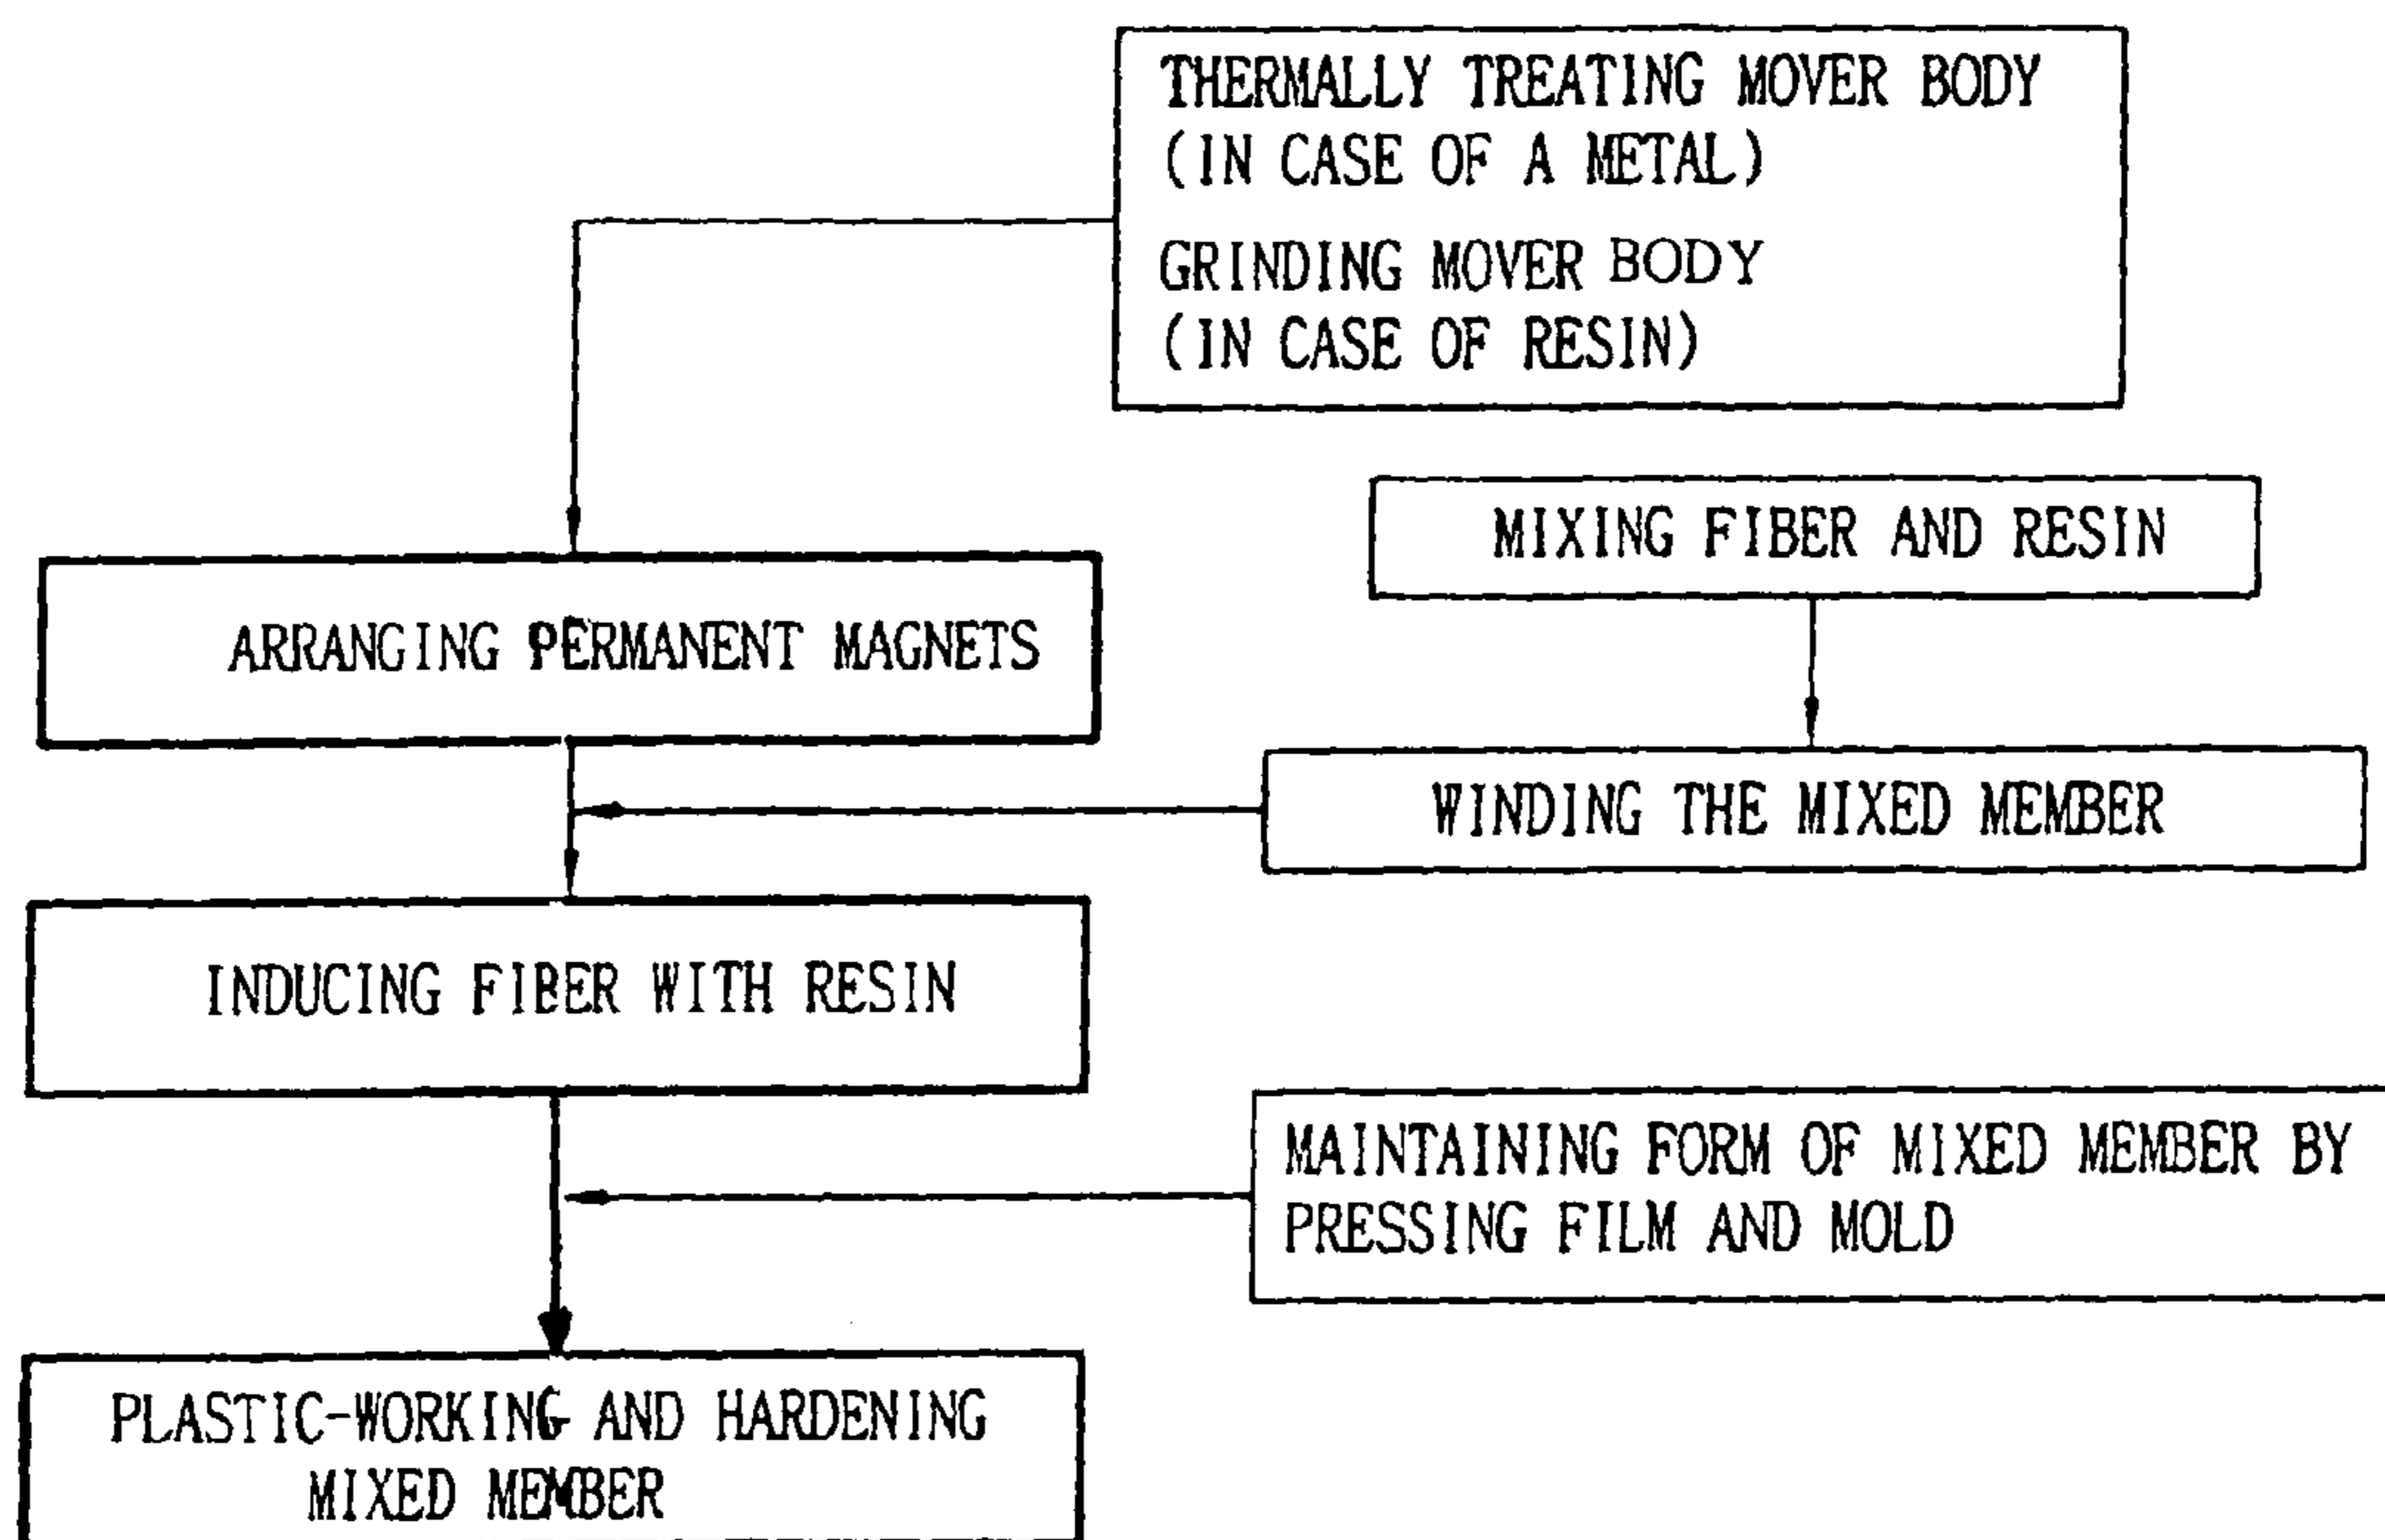 THERMALLY TREATING MOVER BODY
(IN CASE OF A METAL)
GRINDING MOVER BODY
(IN CASE OF RESIN)
MIXING FIBER AND RESIN
ARRANGING PERMANENT MAGNETS
WINDING THE MIXED MEMBER
INDUCING FIBER WITH RESIN
MAINTAINING FORM OF MIXED MEMBER BY
PRESSING FILM AND MOLD
PLASTIC-WORKING AND HARDENING
MIXED MEMBER